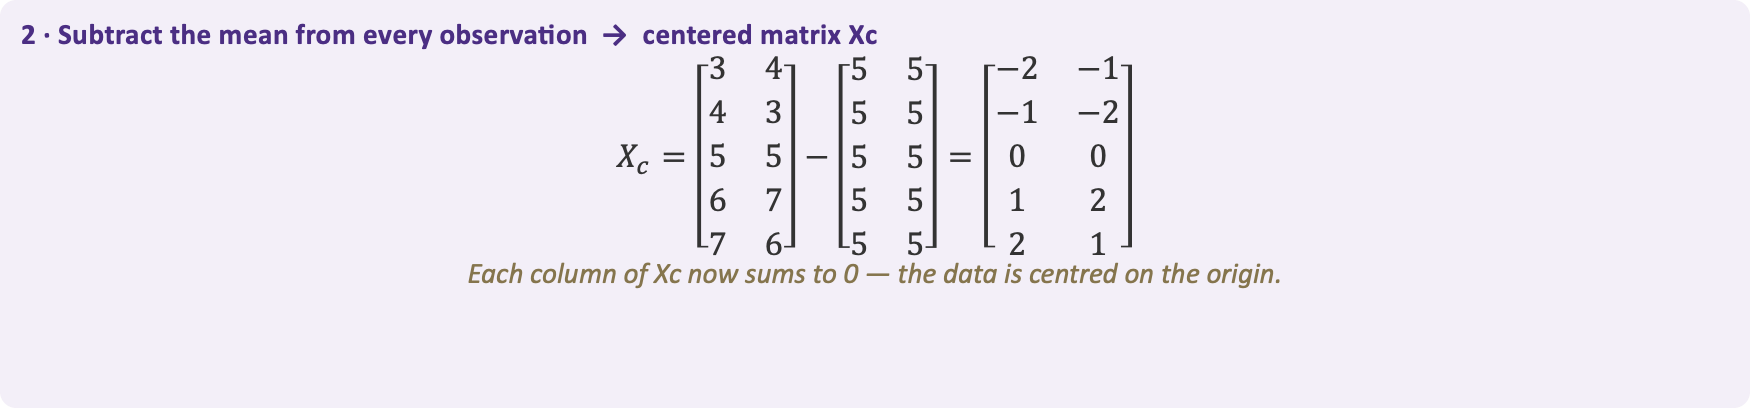 2 · Subtract the mean from every observation → centered matrix Xc
3 4 5 5 −2 −1
4 3 5 5 −1 −2
X_c = 5 5 − 5 5 = 0 0
6 7 5 5 1 2
7 6 5 5 2 1
Each column of Xc now sums to 0 — the data is centred on the origin.